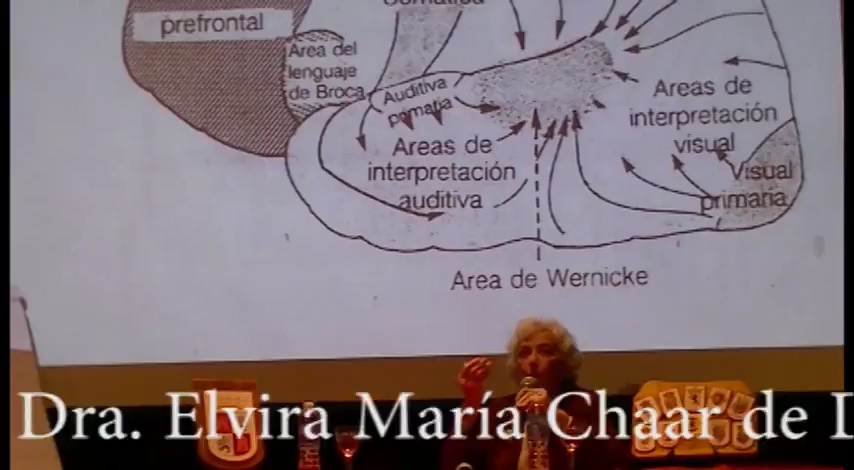 prefrontal
Area del
lenguaje
de Broca
Auditiva
Areas de
interpretación
auditiva
Areas de
interpretación
visual
Visual
primaria
Area de Wernicke
Dra. Elvira María Chaar de